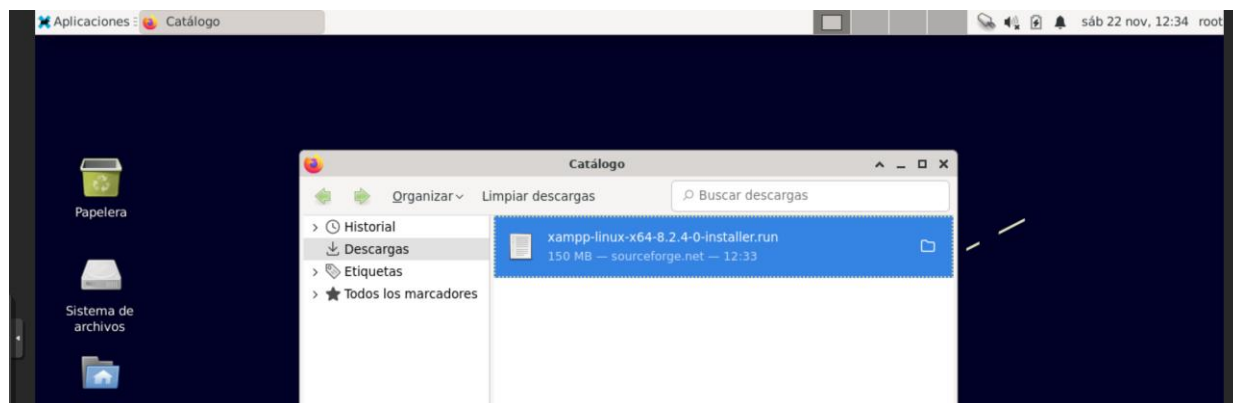 Aplicaciones Catálogo sáb 22 nov, 12:34 root
Catálogo
Organizar Limpiar descargas Buscar descargas
Papelera
Historial
Descargas
Etiquetas
Todos los marcadores
xampp-linux-x64-8.2.4-0-installer.run
150 MB — sourceforge.net — 12:33
Sistema de
archivos